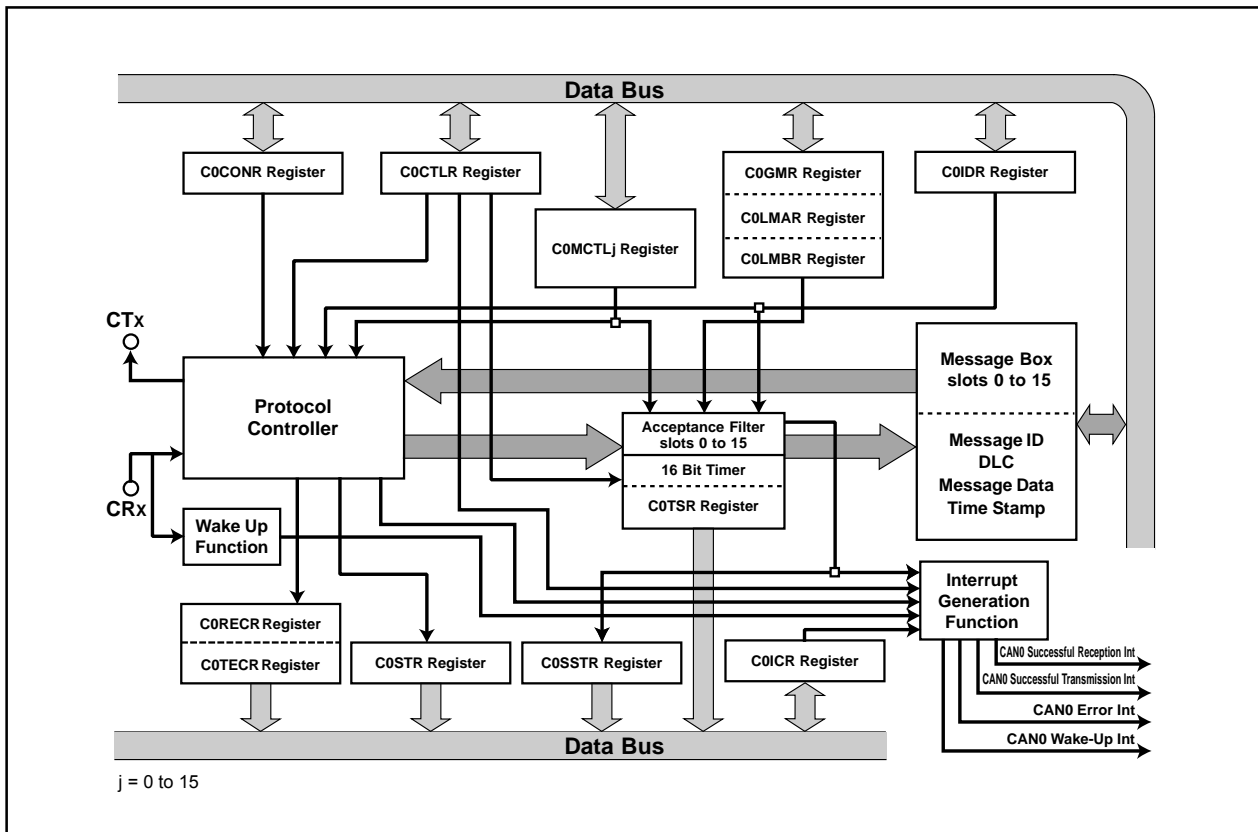 Data Bus
C0CONR Register
C0CTLR Register
C0MCTLj Register
C0GMR Register
C0LMAR Register
C0LMBR Register
C0IDR Register
CTx
Protocol
Controller
CRx
Wake Up
Function
Acceptance Filter
slots 0 to 15
16 Bit Timer
C0TSR Register
Message Box
slots 0 to 15
Message ID
DLC
Message Data
Time Stamp
Interrupt
Generation
Function
C0RECR Register
C0TECR Register
C0STR Register
C0SSTR Register
C0ICR Register
CAN0 Successful Reception Int
CAN0 Successful Transmission Int
CAN0 Error Int
CAN0 Wake-Up Int
Data Bus
j = 0 to 15